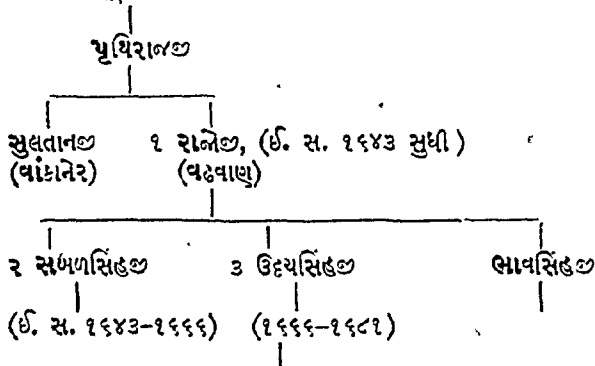 પૃથિરાજજી
સુલતાનજી ૧ રાજોજી, (ઈ. સ. ૧૬૪૩ સુધી)
(વાંકાનેર) (વઢવાણ)
૨ સબળસિંહજી ૩ ઉદયસિંહજી ભાવસિંહજી
(ઈ. સ. ૧૬૪૩-૧૬૬૬) (૧૬૬૬-૧૬૮૧)